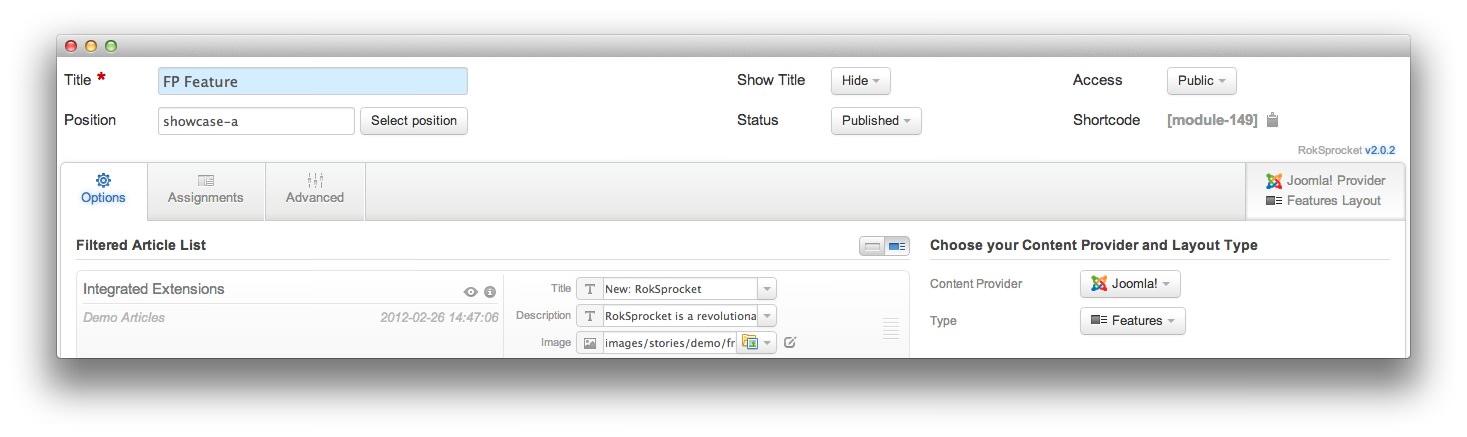 Title * FP Feature Show Title Hide Access Public
Position showcase-a Select position Status Published Shortcode [module-149]
RokSprocket v2.0.2
Options Assignments Advanced
Joomla! Provider
Features Layout
Filtered Article List
Integrated Extensions
Demo Articles 2012-02-26 14:47:06
Title T New: RokSprocket
Description T RokSprocket is a revolutiona
Image images/stories/demo/fr
Choose your Content Provider and Layout Type
Content Provider Joomla!
Type Features